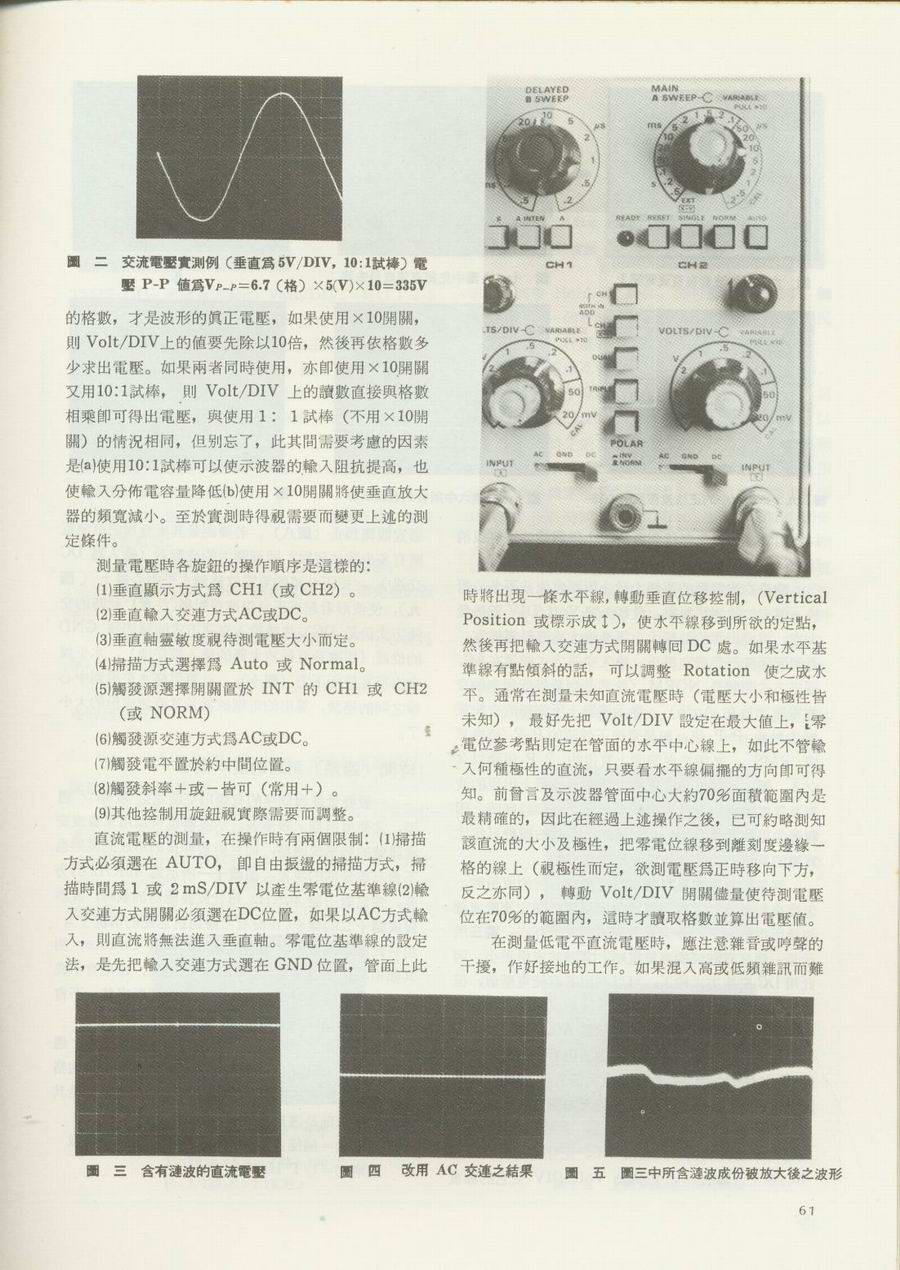 圖 二 交流電壓實測例（垂直爲5V/DIV，10:1試棒）電
壓 P-P 值爲VP-P=6.7（格）×5(V)×10=335V
的格數，才是波形的眞正電壓，如果使用×10開關，
則 Volt/DIV上的值要先除以10倍，然後再依格數多
少求出電壓。如果兩者同時使用，亦卽使用×10開關
又用10:1試棒，則 Volt/DIV 上的讀數直接與格數
相乘卽可得出電壓，與使用1：1試棒（不用×10開
關）的情況相同，但別忘了，此其間需要考慮的因素
是(a)使用10:1試棒可以使示波器的輸入阻抗提高，也
使輸入分佈電容量降低(b)使用×10開關將使垂直放大
器的頻寬減小。至於實測時得視需要而變更上述的測
定條件。
測量電壓時各旋鈕的操作順序是這樣的：
(1)垂直顯示方式爲 CH1（或 CH2）。
(2)垂直輸入交連方式AC或DC。
(3)垂直軸靈敏度視待測電壓大小而定。
(4)掃描方式選擇爲 Auto 或 Normal。
(5)觸發源選擇開關置於 INT 的 CH1 或 CH2
（或 NORM）
(6)觸發源交連方式爲AC或DC。
(7)觸發電平置於約中間位置。
(8)觸發斜率＋或－皆可（常用＋）。
(9)其他控制用旋鈕視實際需要而調整。
直流電壓的測量，在操作時有兩個限制：(1)掃描
方式必須選在 AUTO，卽自由振盪的掃描方式，掃
描時間爲1 或 2mS/DIV 以產生零電位基準線(2)輸
入交連方式開關必須選在DC位置，如果以AC方式輸
入，則直流將無法進入垂直軸。零電位基準線的設定
法，是先把輸入交連方式選在 GND 位置，管面上此
DELAYED
B SWEEP
MAIN
A SWEEP
VARIABLE
PULL ×10
20 10 5 μs
2
1
.5
.2
ms
s
EXT
CAL
A INTEN A
READY RESET SINGLE NORM AUTO
CH1
CH2
CH
ADD
VOLTS/DIV
VARIABLE
PULL ×10
DUAL
50
20 mV
CAL
POLAR
INV
NORM
AC GND DC
AC GND DC
INPUT
INPUT
時將出現一條水平線，轉動垂直位移控制，（Vertical
Position 或標示成↕），使水平線移到所欲的定點，
然後再把輸入交連方式開關轉回 DC 處。如果水平基
準線有點傾斜的話，可以調整 Rotation 使之成水
平。通常在測量未知直流電壓時（電壓大小和極性皆
未知），最好先把 Volt/DIV 設定在最大值上，零
電位參考點則定在管面的水平中心線上，如此不管輸
入何種極性的直流，只要看水平線偏擺的方向卽可得
知。前曾言及示波器管面中心大約70%面積範圍內是
最精確的，因此在經過上述操作之後，已可約略測知
該直流的大小及極性，把零電位線移到離刻度邊緣一
格的線上（視極性而定，欲測電壓爲正時移向下方，
反之亦同），轉動 Volt/DIV 開關儘量使待測電壓
位在70%的範圍內，這時才讀取格數並算出電壓值。
在測量低電平直流電壓時，應注意雜音或哼聲的
干擾，作好接地的工作。如果混入高或低頻雜訊而難
圖 三 含有漣波的直流電壓
圖 四 改用 AC 交連之結果
圖 五 圖三中所含漣波成份被放大後之波形
61